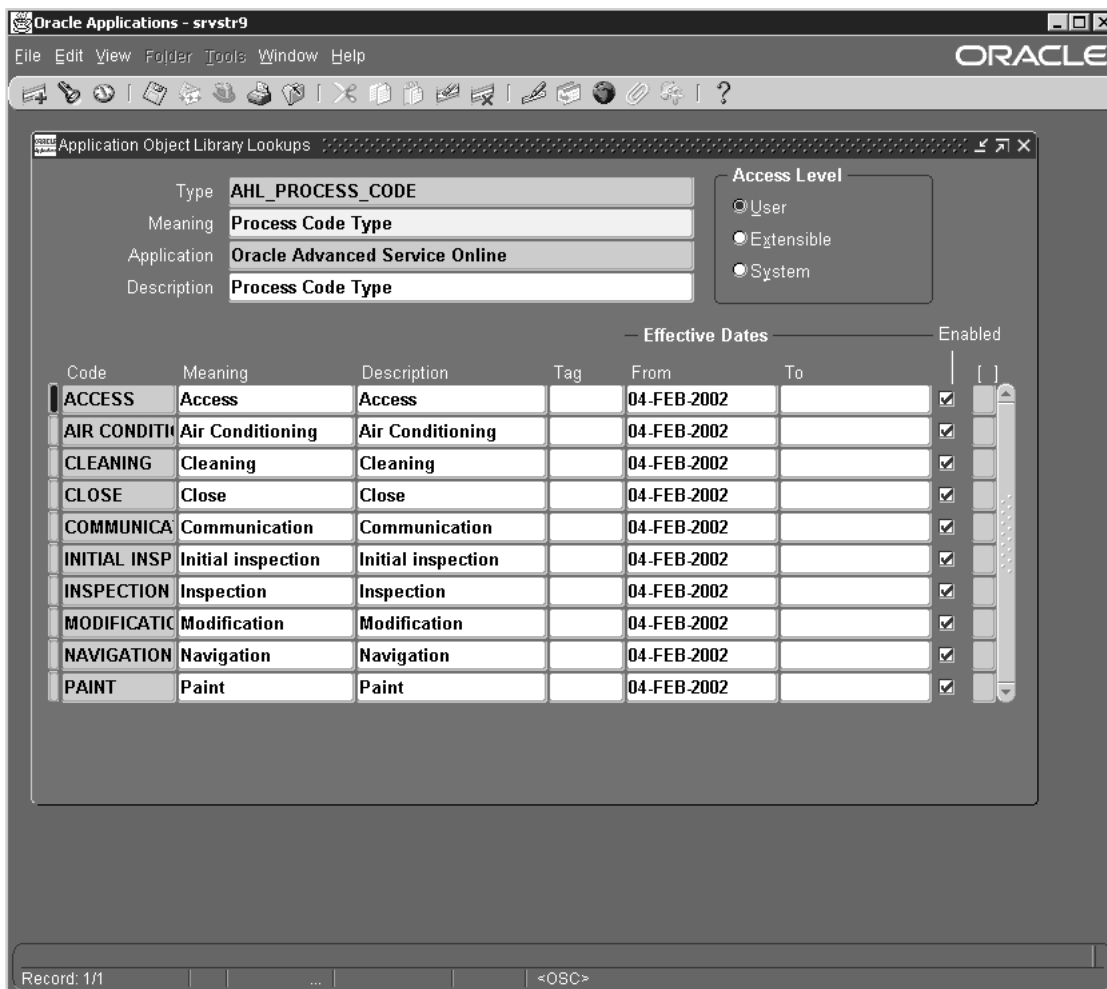 Oracle Applications - srvstr9
File Edit View Folder Tools Window Help
ORACLE
Application Object Library Lookups
Type AHL_PROCESS_CODE
Meaning Process Code Type
Application Oracle Advanced Service Online
Description Process Code Type
Access Level
User
Extensible
System
Effective Dates Enabled
Code Meaning Description Tag From To [ ]
ACCESS Access Access 04-FEB-2002
AIR CONDITI Air Conditioning Air Conditioning 04-FEB-2002
CLEANING Cleaning Cleaning 04-FEB-2002
CLOSE Close Close 04-FEB-2002
COMMUNICA Communication Communication 04-FEB-2002
INITIAL INSP Initial inspection Initial inspection 04-FEB-2002
INSPECTION Inspection Inspection 04-FEB-2002
MODIFICATIC Modification Modification 04-FEB-2002
NAVIGATION Navigation Navigation 04-FEB-2002
PAINT Paint Paint 04-FEB-2002
Record: 1/1 ... <OSC>